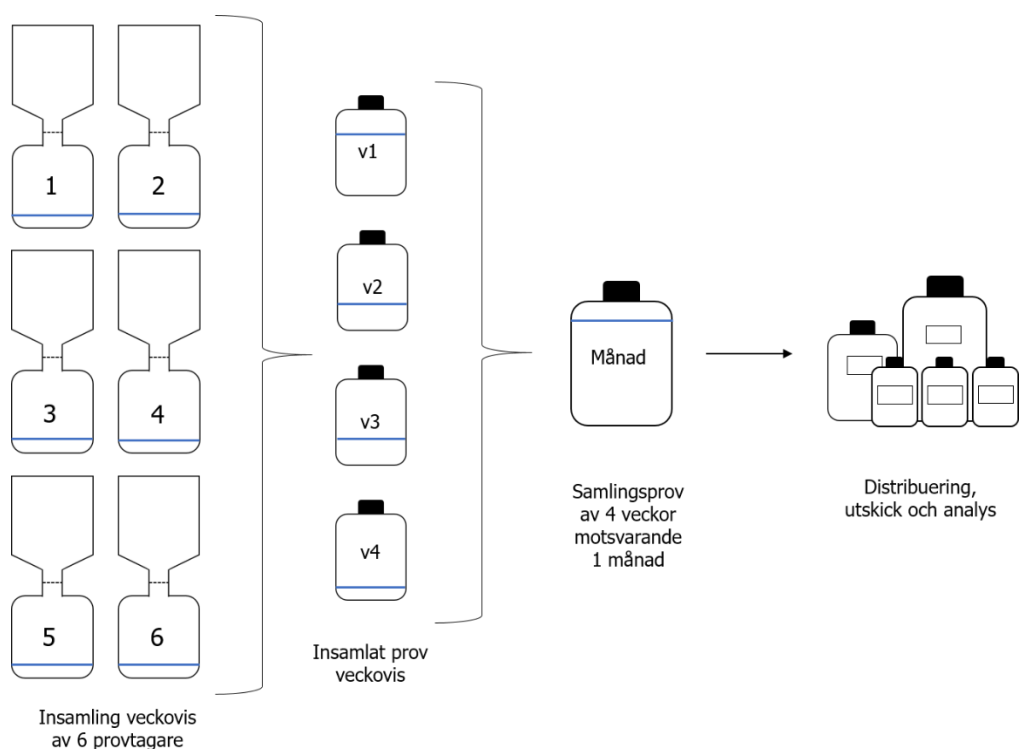 1
2
3
4
5
6
Insamling veckovis
av 6 provtagare
v1
v2
v3
v4
Insamlat prov
veckovis
Månad
Samlingsprov
av 4 veckor
motsvarande
1 månad
Distribuering,
utskick och analys